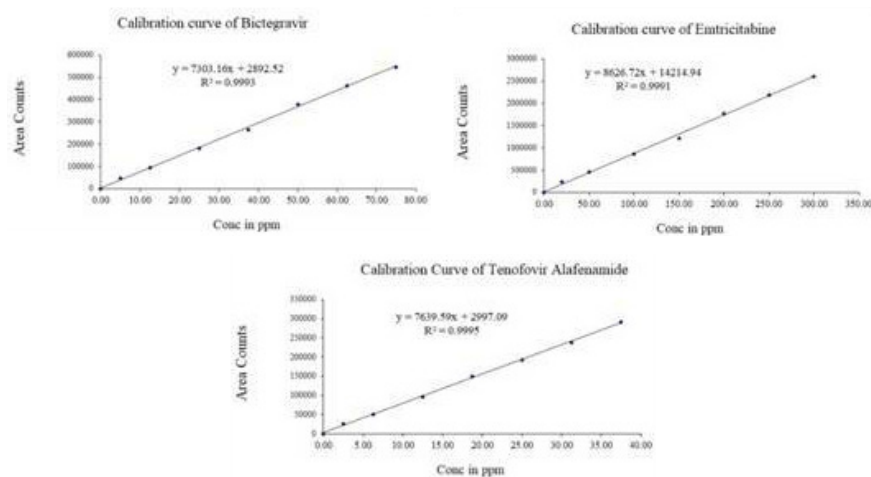 Calibration curve of Bictegravir
600000
500000
400000
300000
200000
100000
0
y = 7303.16x + 2892.52
R² = 0.9993
Area Counts
0.00 10.00 20.00 30.00 40.00 50.00 60.00 70.00 80.00
Conc in ppm
Calibration curve of Emtricitabine
3000000
2500000
2000000
1500000
1000000
500000
0
y = 8626.72x + 14214.94
R² = 0.9991
Area Counts
0.00 50.00 100.00 150.00 200.00 250.00 300.00 350.00
Conc in ppm
Calibration Curve of Tenofovir Alafenamide
350000
300000
250000
200000
150000
100000
50000
0
y = 7639.59x + 2997.09
R² = 0.9995
Area Counts
0.00 5.00 10.00 15.00 20.00 25.00 30.00 35.00 40.00
Conc in ppm